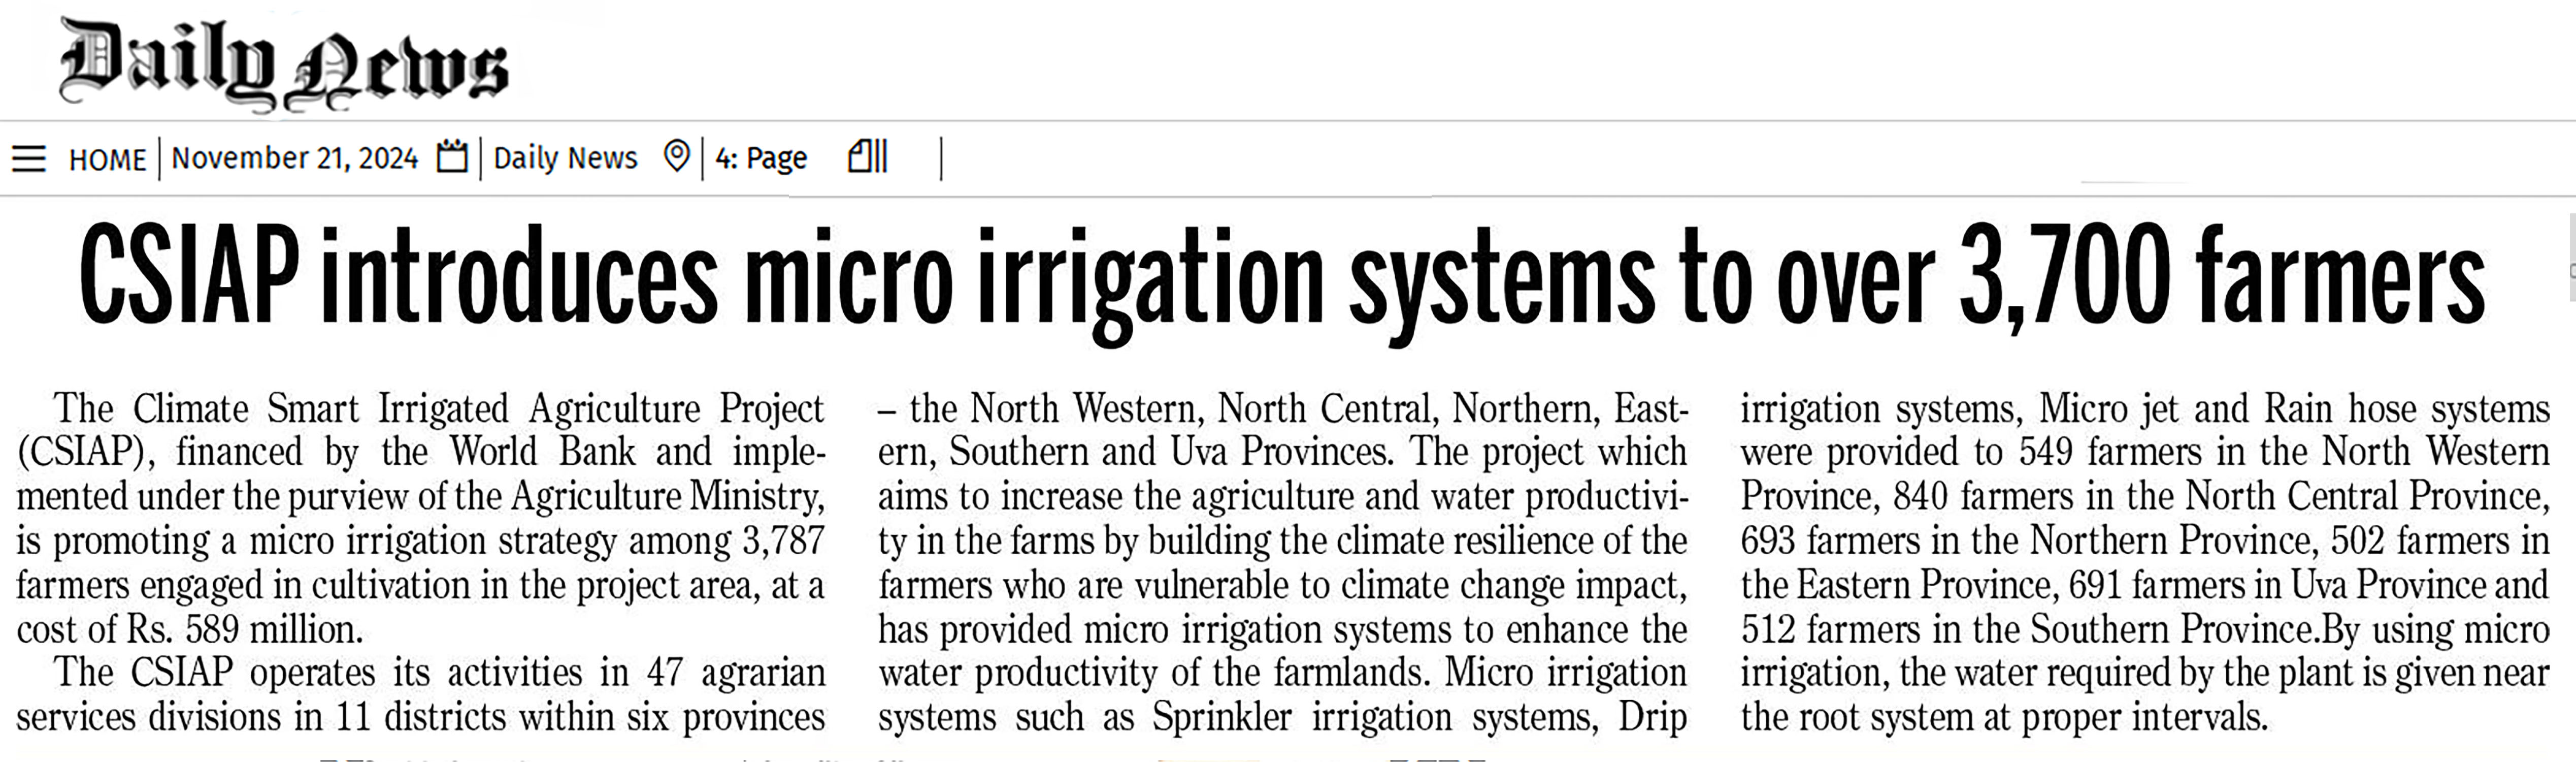 Daily News
HOME November 21, 2024 Daily News 4: Page
CSIAP introduces micro irrigation systems to over 3,700 farmers
The Climate Smart Irrigated Agriculture Project
(CSIAP), financed by the World Bank and imple-
mented under the purview of the Agriculture Ministry,
is promoting a micro irrigation strategy among 3,787
farmers engaged in cultivation in the project area, at a
cost of Rs. 589 million.
The CSIAP operates its activities in 47 agrarian
services divisions in 11 districts within six provinces
– the North Western, North Central, Northern, East-
ern, Southern and Uva Provinces. The project which
aims to increase the agriculture and water productivi-
ty in the farms by building the climate resilience of the
farmers who are vulnerable to climate change impact,
has provided micro irrigation systems to enhance the
water productivity of the farmlands. Micro irrigation
systems such as Sprinkler irrigation systems, Drip
irrigation systems, Micro jet and Rain hose systems
were provided to 549 farmers in the North Western
Province, 840 farmers in the North Central Province,
693 farmers in the Northern Province, 502 farmers in
the Eastern Province, 691 farmers in Uva Province and
512 farmers in the Southern Province.By using micro
irrigation, the water required by the plant is given near
the root system at proper intervals.